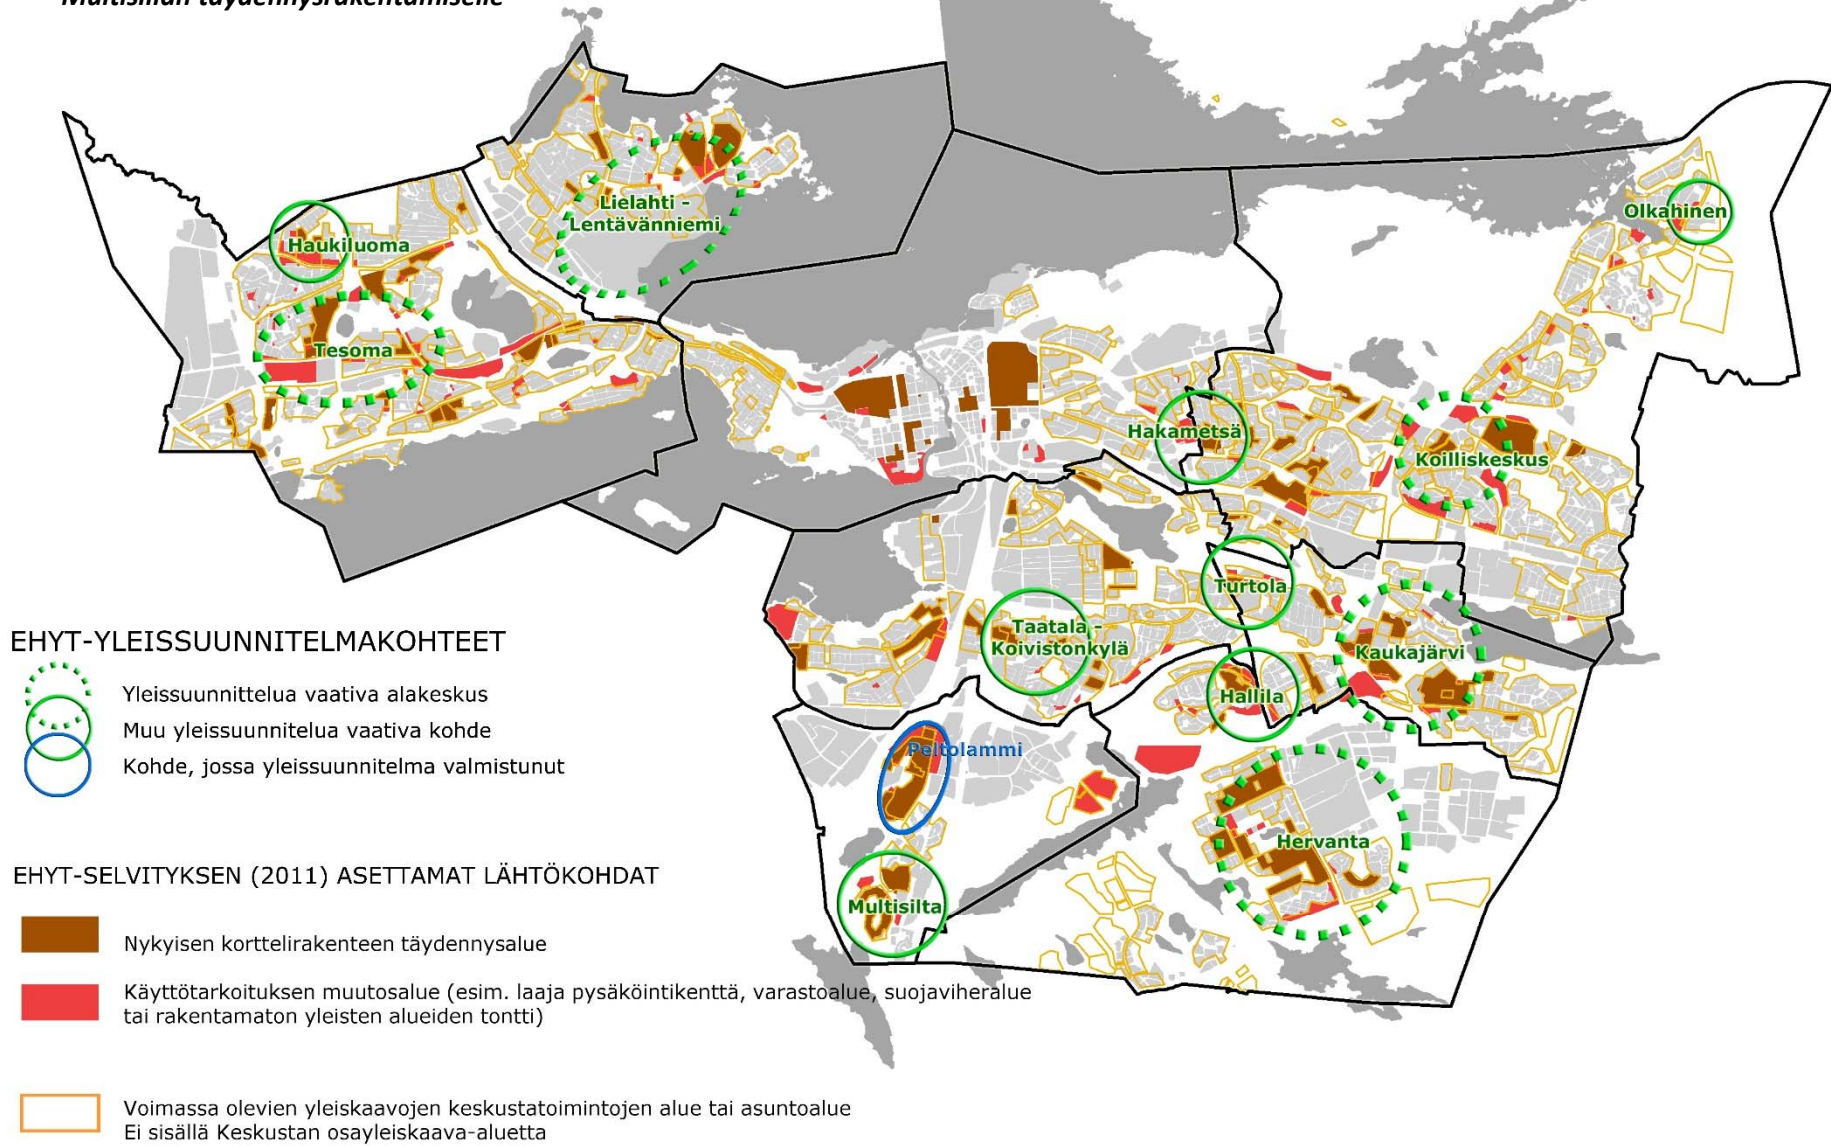 Multisillan täydennysrakentamiselle
Lielahti -
Lentävänniemi
Olkahinen
Haukiluoma
Tesoma
Hakametsä
Koilliskeskus
Turtola
Taatala -
Koivistonkylä
Kaukajärvi
Hallila
Peltolammi
Hervanta
Multisilta
EHYT-YLEISSUUNNITELMAKOHTEET
Yleissuunnittelua vaativa alakeskus
Muu yleissuunnitelua vaativa kohde
Kohde, jossa yleissuunnitelma valmistunut
EHYT-SELVITYKSEN (2011) ASETTAMAT LÄHTÖKOHDAT
Nykyisen korttelirakenteen täydennysalue
Käyttötarkoituksen muutosalue (esim. laaja pysäköintikenttä, varastoalue, suojaviheralue
tai rakentamaton yleisten alueiden tontti)
Voimassa olevien yleiskaavojen keskustatoimintojen alue tai asuntoalue
Ei sisällä Keskustan osayleiskaava-aluetta